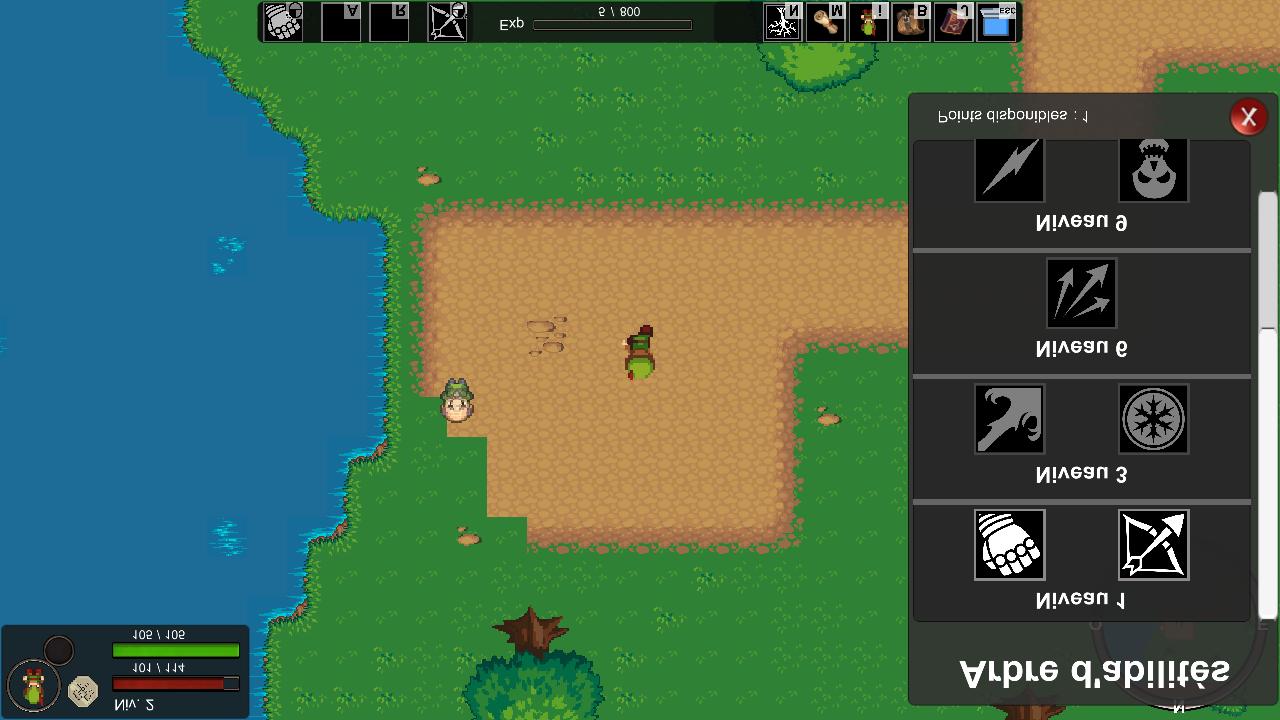 N
Niv. 2
101 / 114
105 / 105
Arbre d'abilités
Niveau 1
Niveau 3
Niveau 6
Niveau 9
Points disponibles : 1
X
A
R
Exp
5 / 800
N
M
I
B
J
esc